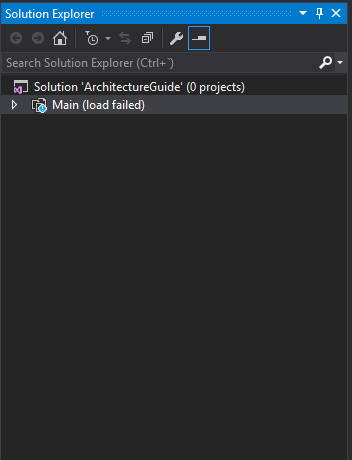 Solution Explorer
Search Solution Explorer (Ctrl+¨)
Solution 'ArchitectureGuide' (0 projects)
Main (load failed)